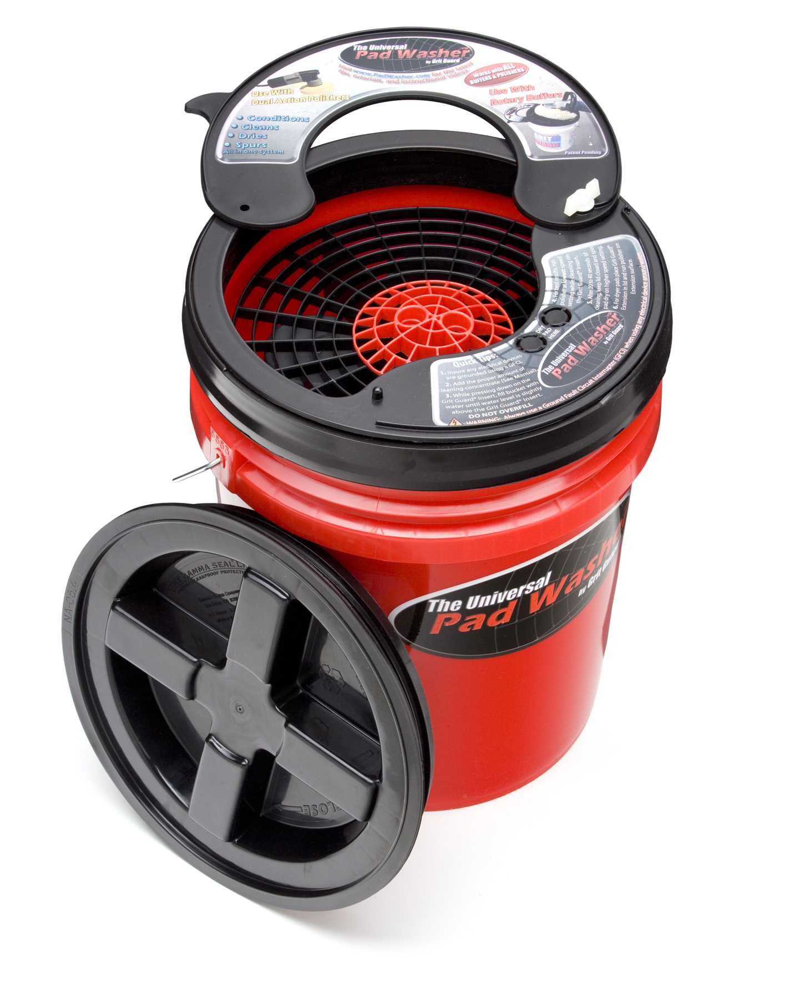 The Universal
Pad Washer™
by Grit Guard
Visit www.PadWasher.com for the latest
tips, tutorials, and instructional videos.
Works with ALL
BUFFERS & POLISHERS
Use With
Dual Action Polishers
Use With
Rotary Buffers
• Conditions
• Cleans
• Dries
• Spurs
All in one system
GRIT
GUARD
Patent Pending
4. For best results, run
polisher at lowest speed
setting while cleaning on
the Grit Guard® Insert.
5. After 20 to 40 seconds of
cleaning, keep lid closed and spin
pad dry on higher speed setting.
6. For dryer pads place Grit Guard®
Extension in lid and run polisher on
Extension surface.
DRY
PAD
HERE
The Universal
Pad Washer™
by Grit Guard
Quick Tips:
1. Insure any electrical devices
are grounded using a GFCI.
2. Add the proper amount of
cleaning concentrate (See Manual).
3. While pressing down on the
Grit Guard® Insert, fill bucket with
water until water level is slightly
above the Grit Guard® Insert.
DO NOT OVERFILL
WARNING: Always use a Ground Fault Circuit Interrupter (GFCI) when using any electrical device around water.
The Universal
Pad Washer
by Grit Guard
GAMMA SEAL
CLOSE